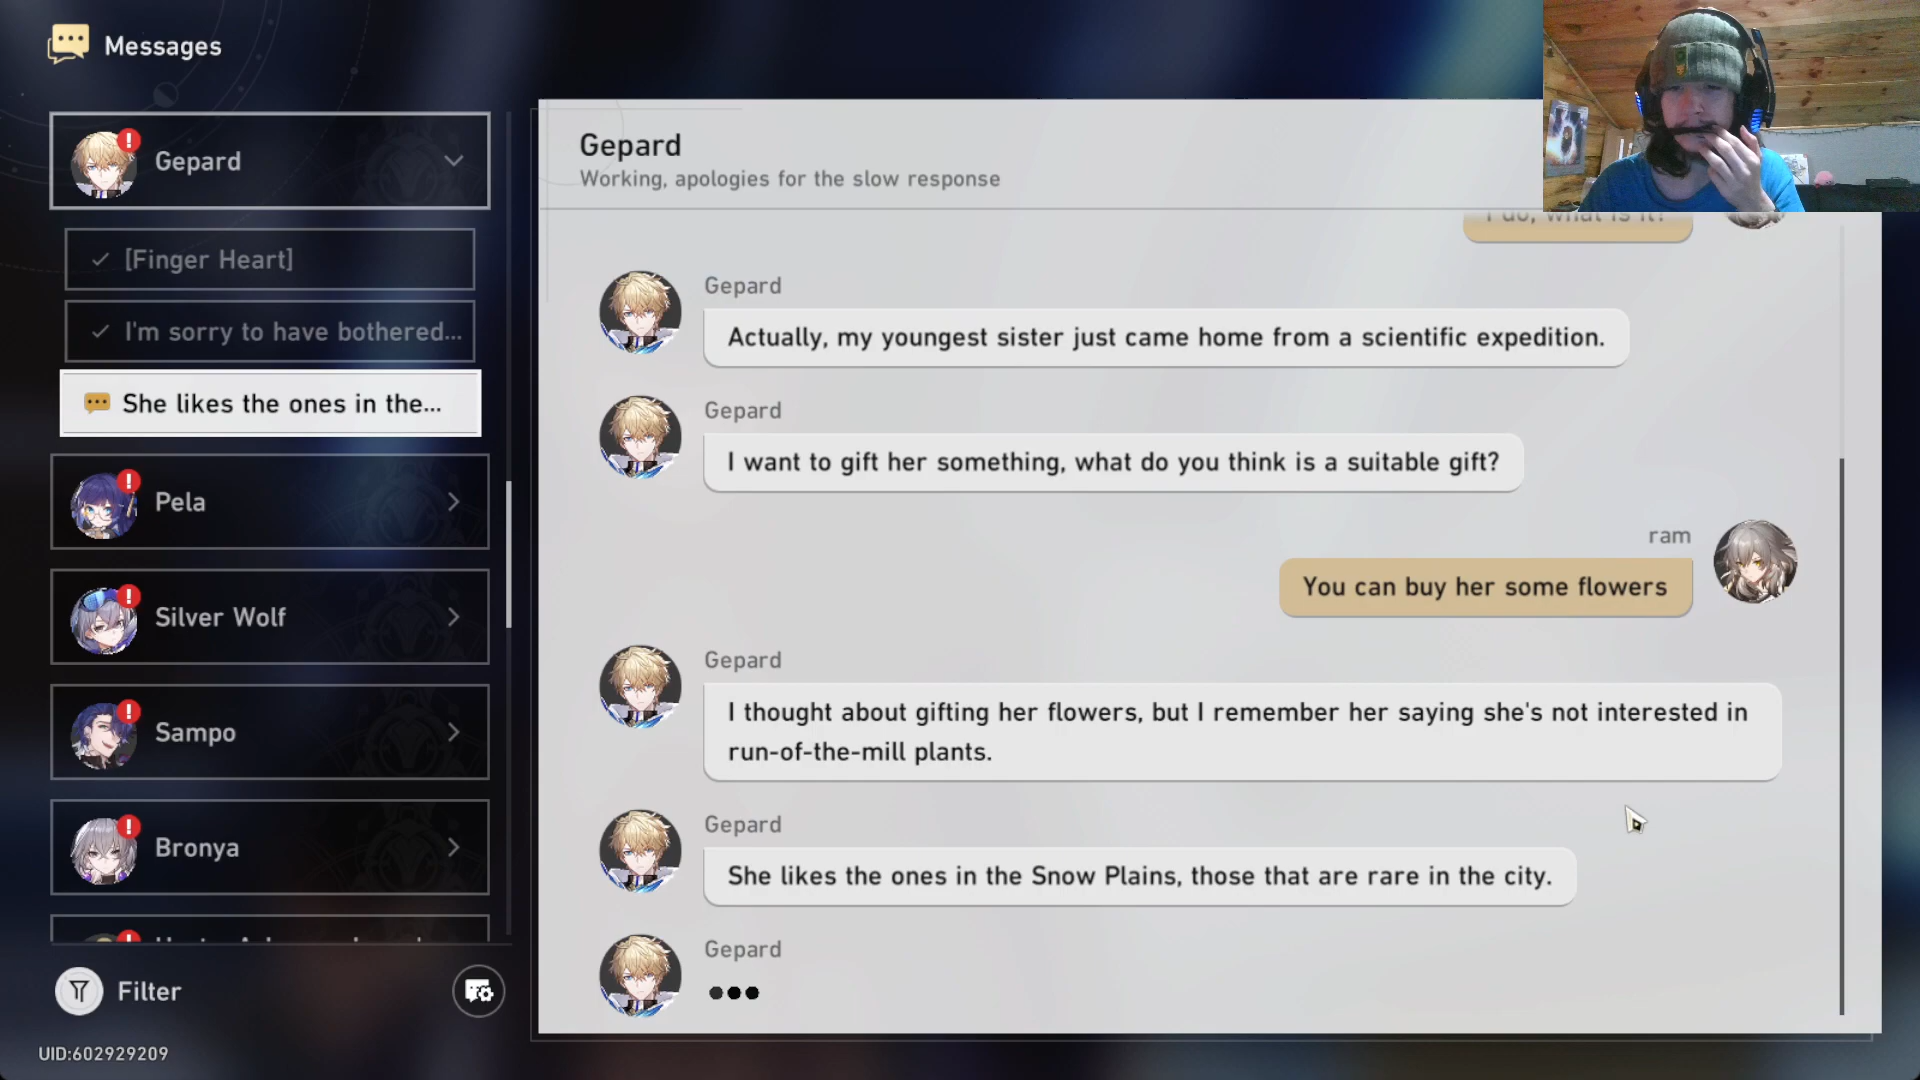 Messages
Gepard
[Finger Heart]
I'm sorry to have bothered...
She likes the ones in the...
Pela
Silver Wolf
Sampo
Bronya
Filter
UID:602929209
Gepard
Working, apologies for the slow response
I do, what is it?
Gepard
Actually, my youngest sister just came home from a scientific expedition.
Gepard
I want to gift her something, what do you think is a suitable gift?
ram
You can buy her some flowers
Gepard
I thought about gifting her flowers, but I remember her saying she's not interested in
run-of-the-mill plants.
Gepard
She likes the ones in the Snow Plains, those that are rare in the city.
Gepard